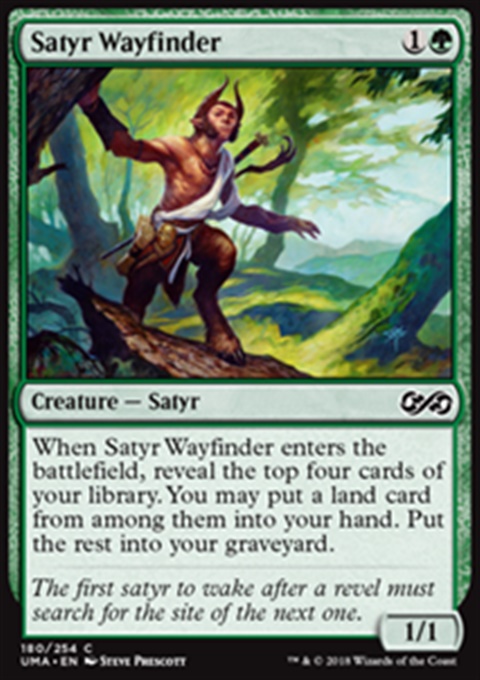 Satyr Wayfinder 1
Creature — Satyr
When Satyr Wayfinder enters the
battlefield, reveal the top four cards of
your library. You may put a land card
from among them into your hand. Put
the rest into your graveyard.
The first satyr to wake after a revel must
search for the site of the next one.
1/1
180/254 C
UMA • EN Steve Prescott
™ & © 2018 Wizards of the Coast